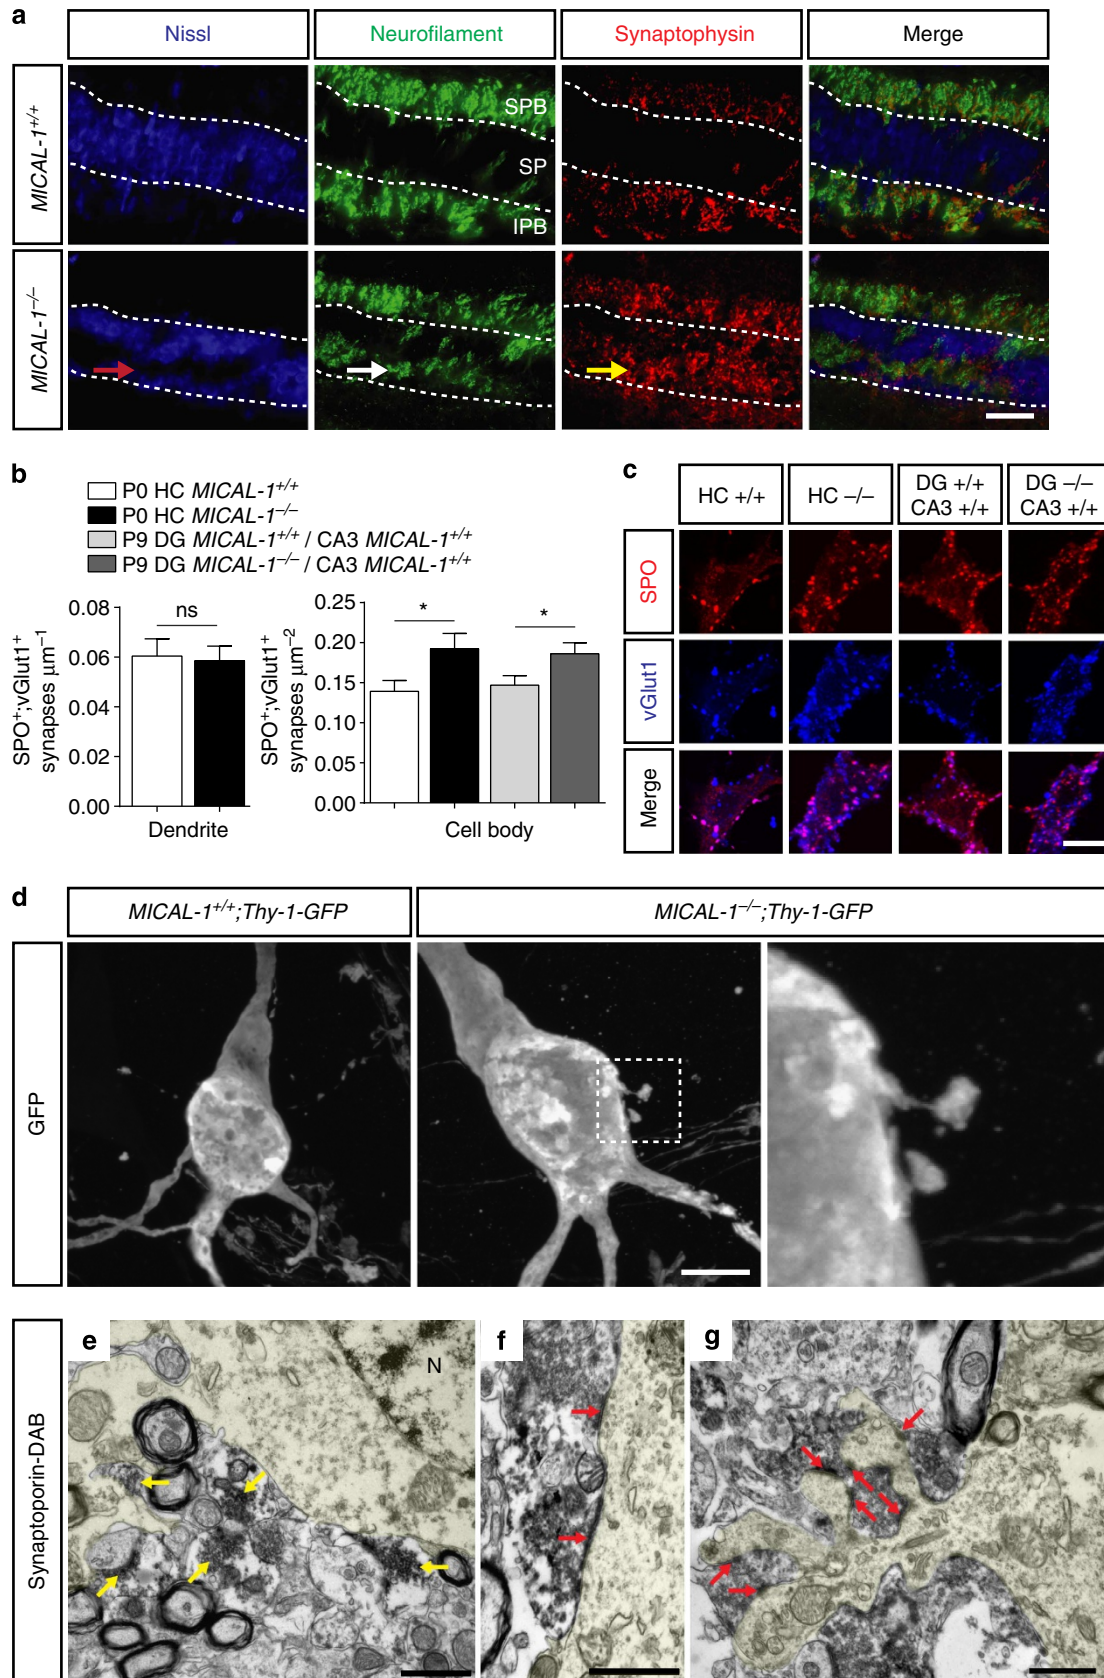 a
Nissl
Neurofilament
Synaptophysin
Merge
MICAL-1+/+
SPB
SP
IPB
MICAL-1–/–
b
P0 HC MICAL-1+/+
P0 HC MICAL-1–/–
P9 DG MICAL-1+/+ / CA3 MICAL-1+/+
P9 DG MICAL-1–/– / CA3 MICAL-1+/+
SPO+;vGlut1+
synapses μm–1
0.08
0.06
0.04
0.02
0.00
ns
Dendrite
SPO+;vGlut1+
synapses μm–2
0.25
0.20
0.15
0.10
0.05
0.00
*
*
Cell body
c
HC +/+
HC –/–
DG +/+
CA3 +/+
DG –/–
CA3 +/+
SPO
vGlut1
Merge
d
MICAL-1+/+;Thy-1-GFP
MICAL-1–/–;Thy-1-GFP
GFP
Synaptoporin-DAB
e
N
f
g